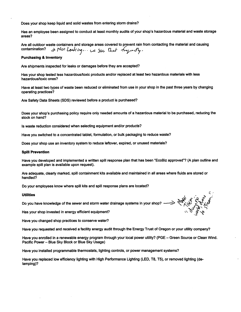 Does your shop keep liquid and solid wastes from entering storm drains?
Has an employee been assigned to conduct at least monthly audits of your shop's hazardous material and waste storage
areas?
Are all outdoor waste containers and storage areas covered to prevent rain from contacting the material and causing
contamination?
Purchasing & Inventory
Are shipments inspected for leaks or damages before they are accepted?
Has your shop tested less hazardous/toxic products and/or replaced at least two hazardous materials with less
hazardous/toxic ones?
Have at least two types of waste been reduced or eliminated from use in your shop in the past three years by changing
operating practices?
Are Safety Data Sheets (SDS) reviewed before a product is purchased?
Does your shop's purchasing policy require only needed amounts of a hazardous material to be purchased, reducing the
stock on hand?
Is waste reduction considered when selecting equipment and/or products?
Have you switched to a concentrated tablet, formulation, or bulk packaging to reduce waste?
Does your shop use an inventory system to reduce leftover, expired, or unused materials?
Spill Prevention
Have you developed and implemented a written spill response plan that has been "EcoBiz approved"? (A plan outline and
example spill plan is available upon request).
Are adequate, clearly marked, spill containment kits available and maintained in all areas where fluids are stored or
handled?
Do your employees know where spill kits and spill response plans are located?
Utilities
Do you have knowledge of the sewer and storm water drainage systems in your shop?
Has your shop invested in energy efficient equipment?
Have you changed shop practices to conserve water?
Have you requested and received a facility energy audit through the Energy Trust of Oregon or your utility company?
Have you enrolled in a renewable energy program through your local power utility? (PGE – Green Source or Clean Wind;
Pacific Power – Blue Sky Block or Blue Sky Usage)
Have you installed programmable thermostats, lighting controls, or power management systems?
Have you replaced low efficiency lighting with High Performance Lighting (LED, T8, T5), or removed lighting (de-
lamping)?